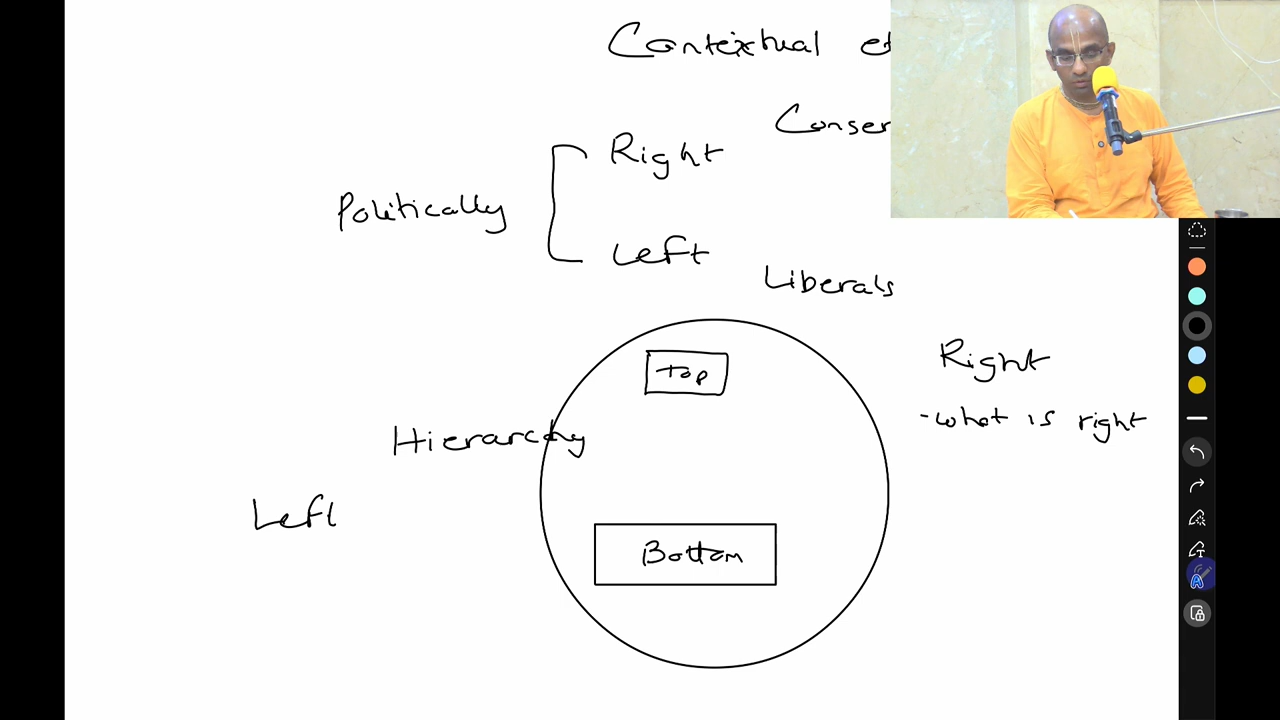 Contextual
Conser
Right
Politically
Left
Liberals
Top
Right
-what is right
Hierarchy
Left
Bottom